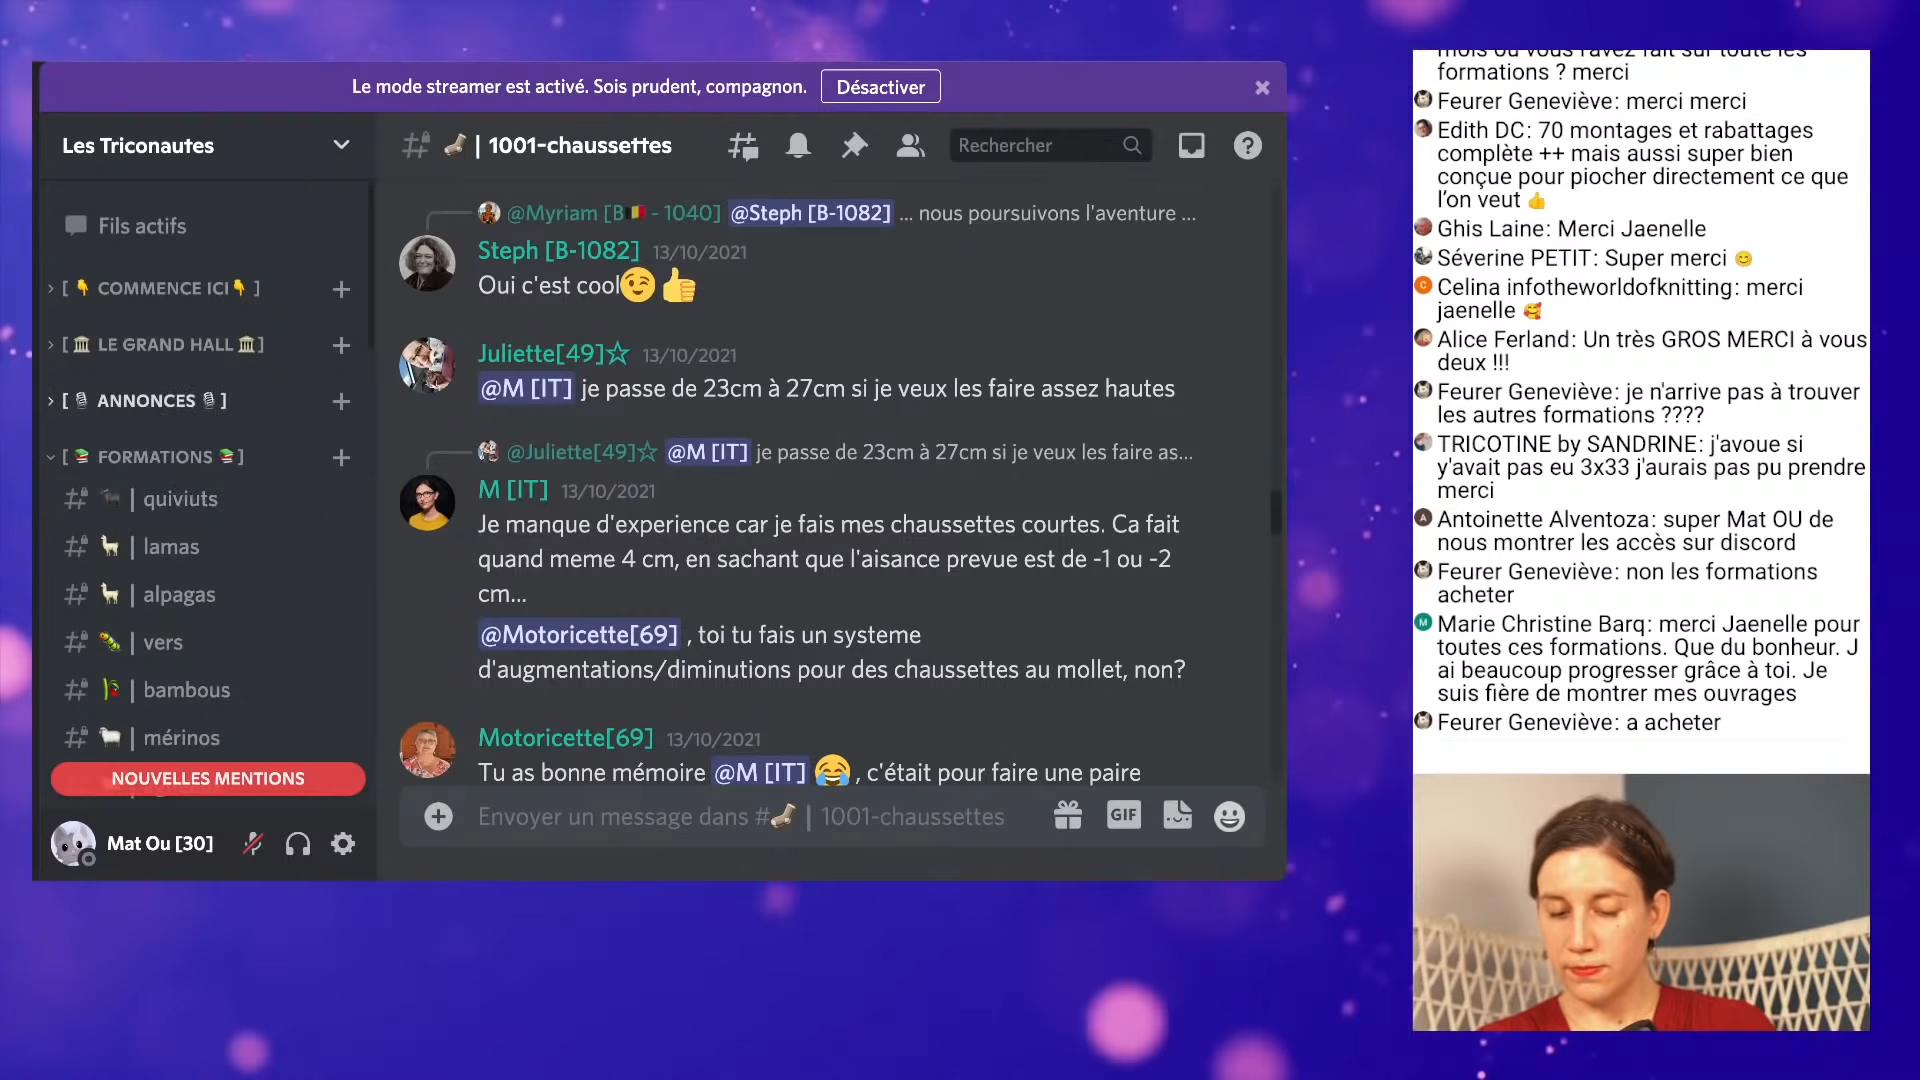 Le mode streamer est activé. Sois prudent, compagnon.
Désactiver
Les Triconautes
| 1001-chaussettes
Rechercher
Fils actifs
[ 👇 COMMENCE ICI👇 ]
[ 🏛 LE GRAND HALL 🏛 ]
[ 🗞 ANNONCES 🗞 ]
[ 📚 FORMATIONS 📚 ]
| quiviuts
| lamas
| alpagas
| vers
| bambous
| mérinos
NOUVELLES MENTIONS
Mat Ou [30]
@Myriam [B🇧🇪 - 1040] @Steph [B-1082] ... nous poursuivons l'aventure ...
Steph [B-1082] 13/10/2021
Oui c'est cool😉👍
Juliette[49]☆ 13/10/2021
@M [IT] je passe de 23cm à 27cm si je veux les faire assez hautes
@Juliette[49]☆ @M [IT] je passe de 23cm à 27cm si je veux les faire as...
M [IT] 13/10/2021
Je manque d'experience car je fais mes chaussettes courtes. Ca fait
quand meme 4 cm, en sachant que l'aisance prevue est de -1 ou -2
cm...
@Motoricette[69] , toi tu fais un systeme
d'augmentations/diminutions pour des chaussettes au mollet, non?
Motoricette[69] 13/10/2021
Tu as bonne mémoire @M [IT] 😂 , c'était pour faire une paire
Envoyer un message dans #🧦 | 1001-chaussettes
GIF
mois ou vous l'avez fait sur toute les
formations ? merci
Feurer Geneviève: merci merci
Edith DC: 70 montages et rabattages
complète ++ mais aussi super bien
conçue pour piocher directement ce que
l'on veut 👍
Ghis Laine: Merci Jaenelle
Séverine PETIT: Super merci 😊
Celina infotheworldofknitting: merci
jaenelle 🥰
Alice Ferland: Un très GROS MERCI à vous
deux !!!
Feurer Geneviève: je n'arrive pas à trouver
les autres formations ????
TRICOTINE by SANDRINE: j'avoue si
y'avait pas eu 3x33 j'aurais pas pu prendre
merci
Antoinette Alventoza: super Mat OU de
nous montrer les accès sur discord
Feurer Geneviève: non les formations
acheter
Marie Christine Barq: merci Jaenelle pour
toutes ces formations. Que du bonheur. J
ai beaucoup progresser grâce à toi. Je
suis fière de montrer mes ouvrages
Feurer Geneviève: a acheter